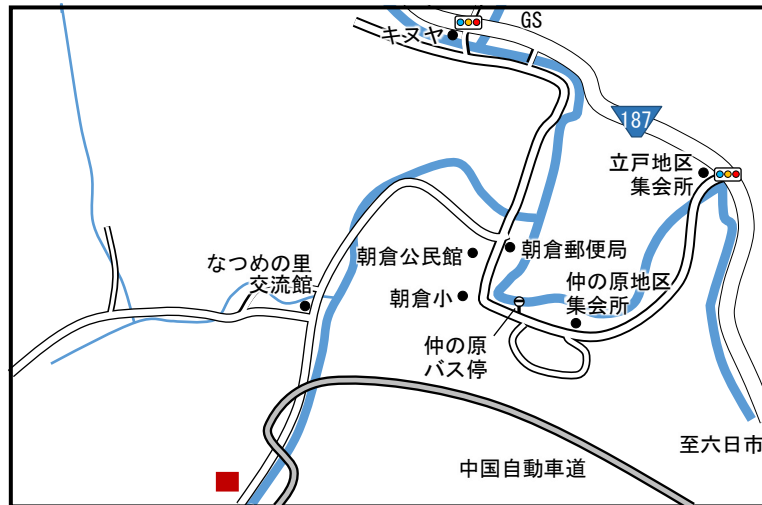 GS
キヌヤ
187
立戸地区
集会所
朝倉公民館
朝倉郵便局
なつめの里
交流館
仲の原地区
集会所
朝倉小
仲の原
バス停
至六日市
中国自動車道